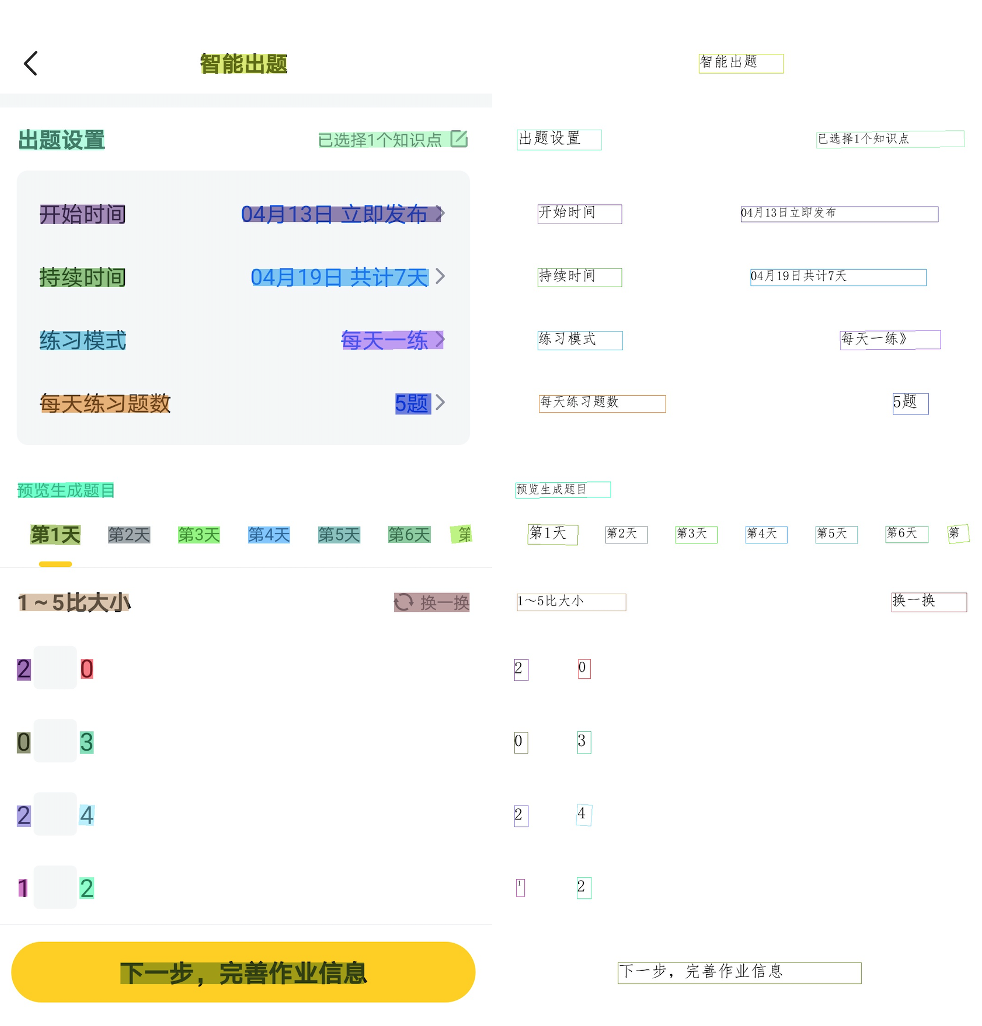 智能出题 智能出题
出题设置 已选择1个知识点 出题设置 已选择1个知识点
开始时间 04月13日 立即发布 开始时间 04月13日立即发布
持续时间 04月19日 共计7天 持续时间 04月19日共计7天
练习模式 每天一练 练习模式 每天一练》
每天练习题数 5题 每天练习题数 5题
预览生成题目 预览生成题目
第1天 第2天 第3天 第4天 第5天 第6天 第 第1天 第2天 第3天 第4天 第5天 第6天 第
1～5比大小 换一换 1～5比大小 换一换
2 0 2 0
0 3 0 3
2 4 2 4
1 2 ' 2
下一步，完善作业信息 下一步，完善作业信息